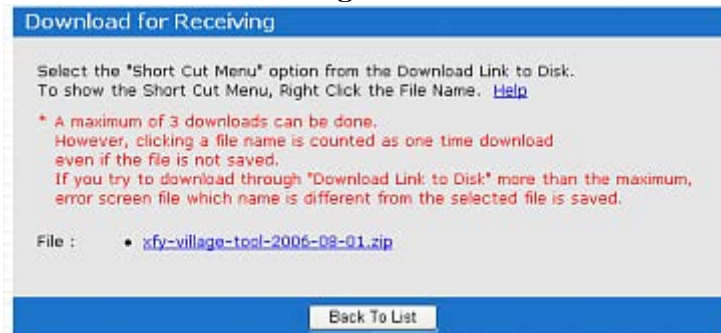 Download for Receiving
Select the "Short Cut Menu" option from the Download Link to Disk.
To show the Short Cut Menu, Right Click the File Name. Help
* A maximum of 3 downloads can be done.
However, clicking a file name is counted as one time download
even if the file is not saved.
If you try to download through "Download Link to Disk" more than the maximum,
error screen file which name is different from the selected file is saved.
File : • xfy-village-tool-2006-08-01.zip
Back To List